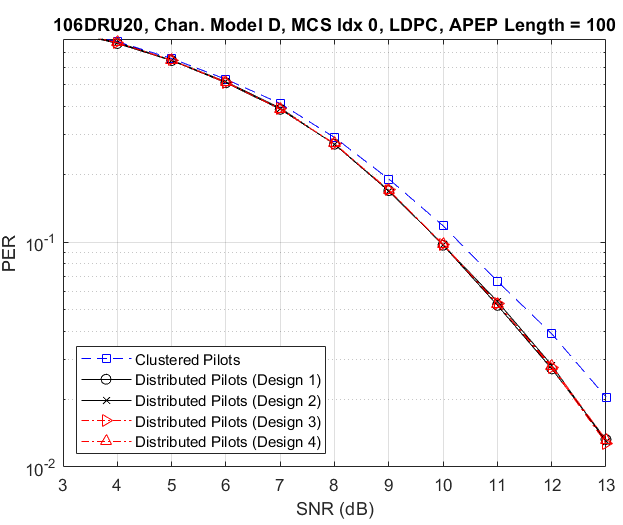 106DRU20, Chan. Model D, MCS Idx 0, LDPC, APEP Length = 100
PER
10-1
10-2
Clustered Pilots
Distributed Pilots (Design 1)
Distributed Pilots (Design 2)
Distributed Pilots (Design 3)
Distributed Pilots (Design 4)
3 4 5 6 7 8 9 10 11 12 13
SNR (dB)